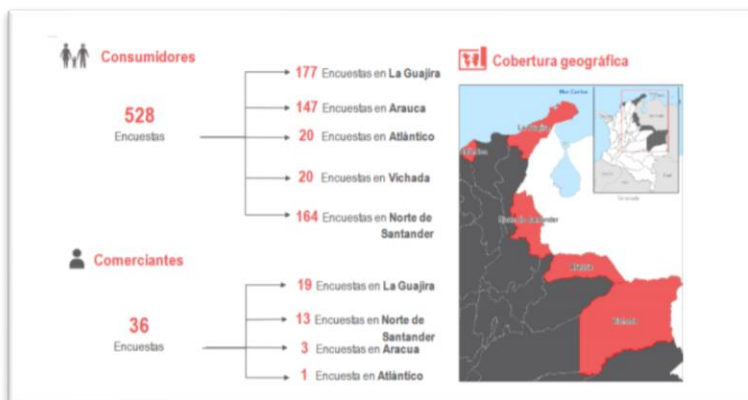 Consumidores
528
Encuestas
177 Encuestas en La Guajira
147 Encuestas en Arauca
20 Encuestas en Atlántico
20 Encuestas en Vichada
164 Encuestas en Norte de
Santander
Comerciantes
36
Encuestas
19 Encuestas en La Guajira
13 Encuestas en Norte de
Santander
3 Encuestas en Aracua
1 Encuesta en Atlántico
Cobertura geográfica
Mar Caribe
La Guajira
Norte de Santander
Arauca
Vichada